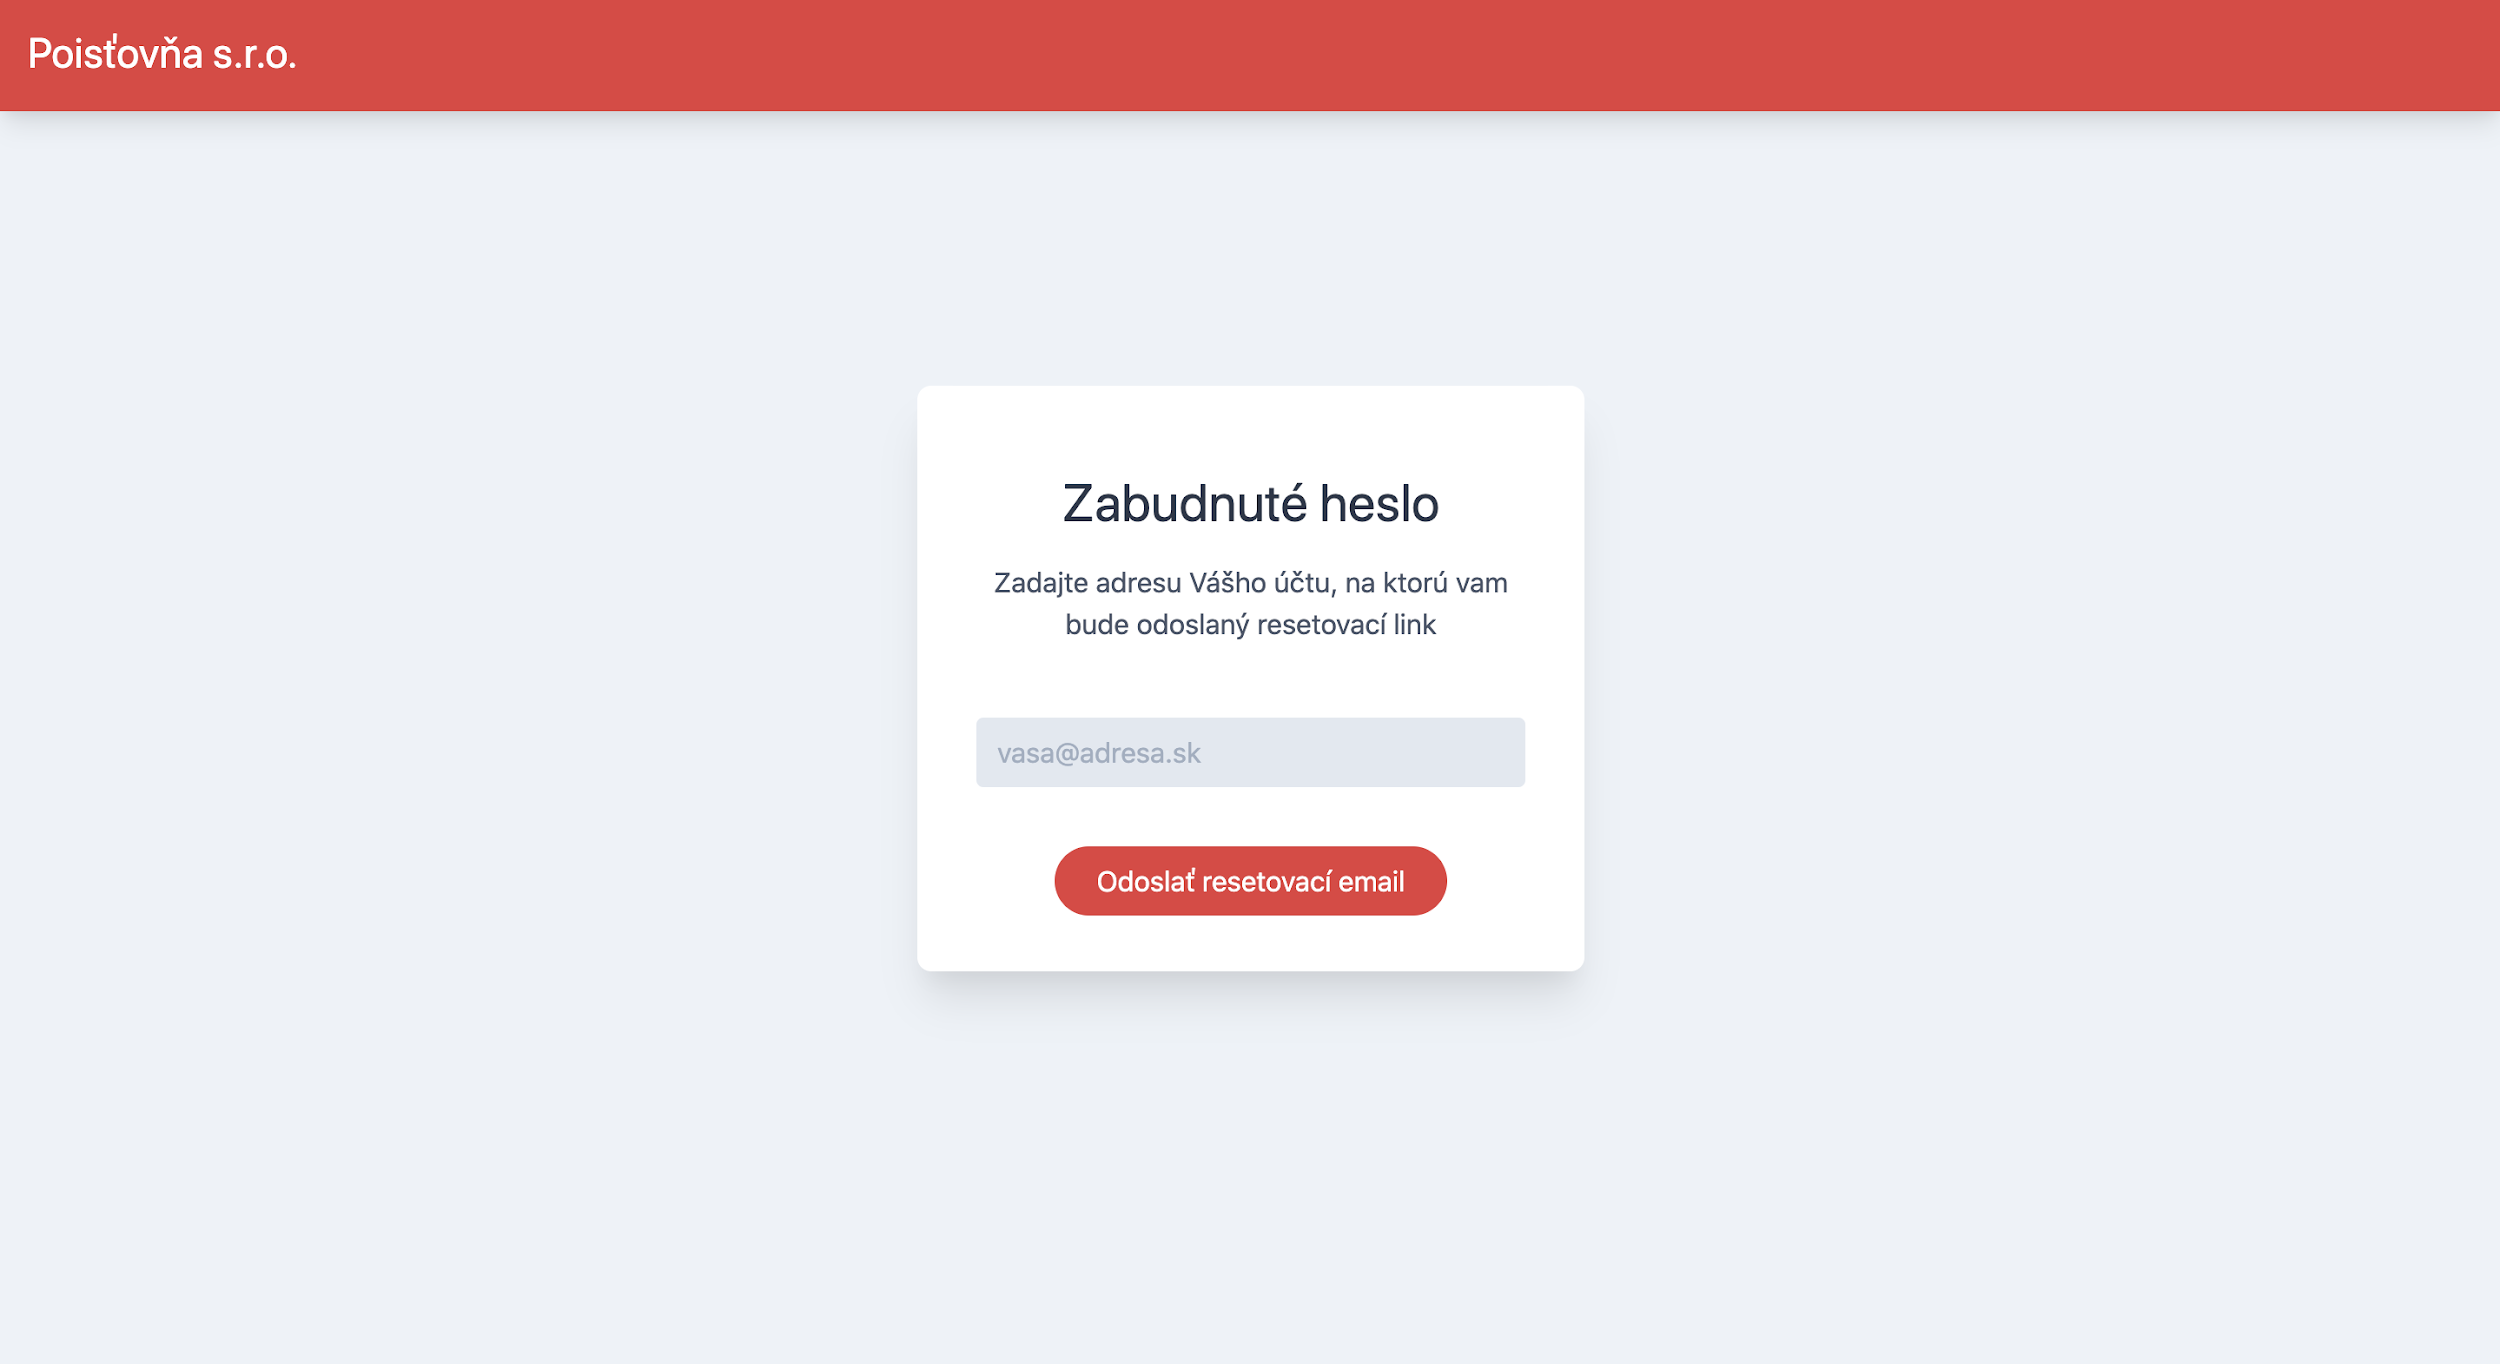 Poisťovňa s.r.o.
Zabudnuté heslo
Zadajte adresu Vášho účtu, na ktorú vam
bude odoslaný resetovací link
vasa@adresa.sk
Odoslať resetovací email